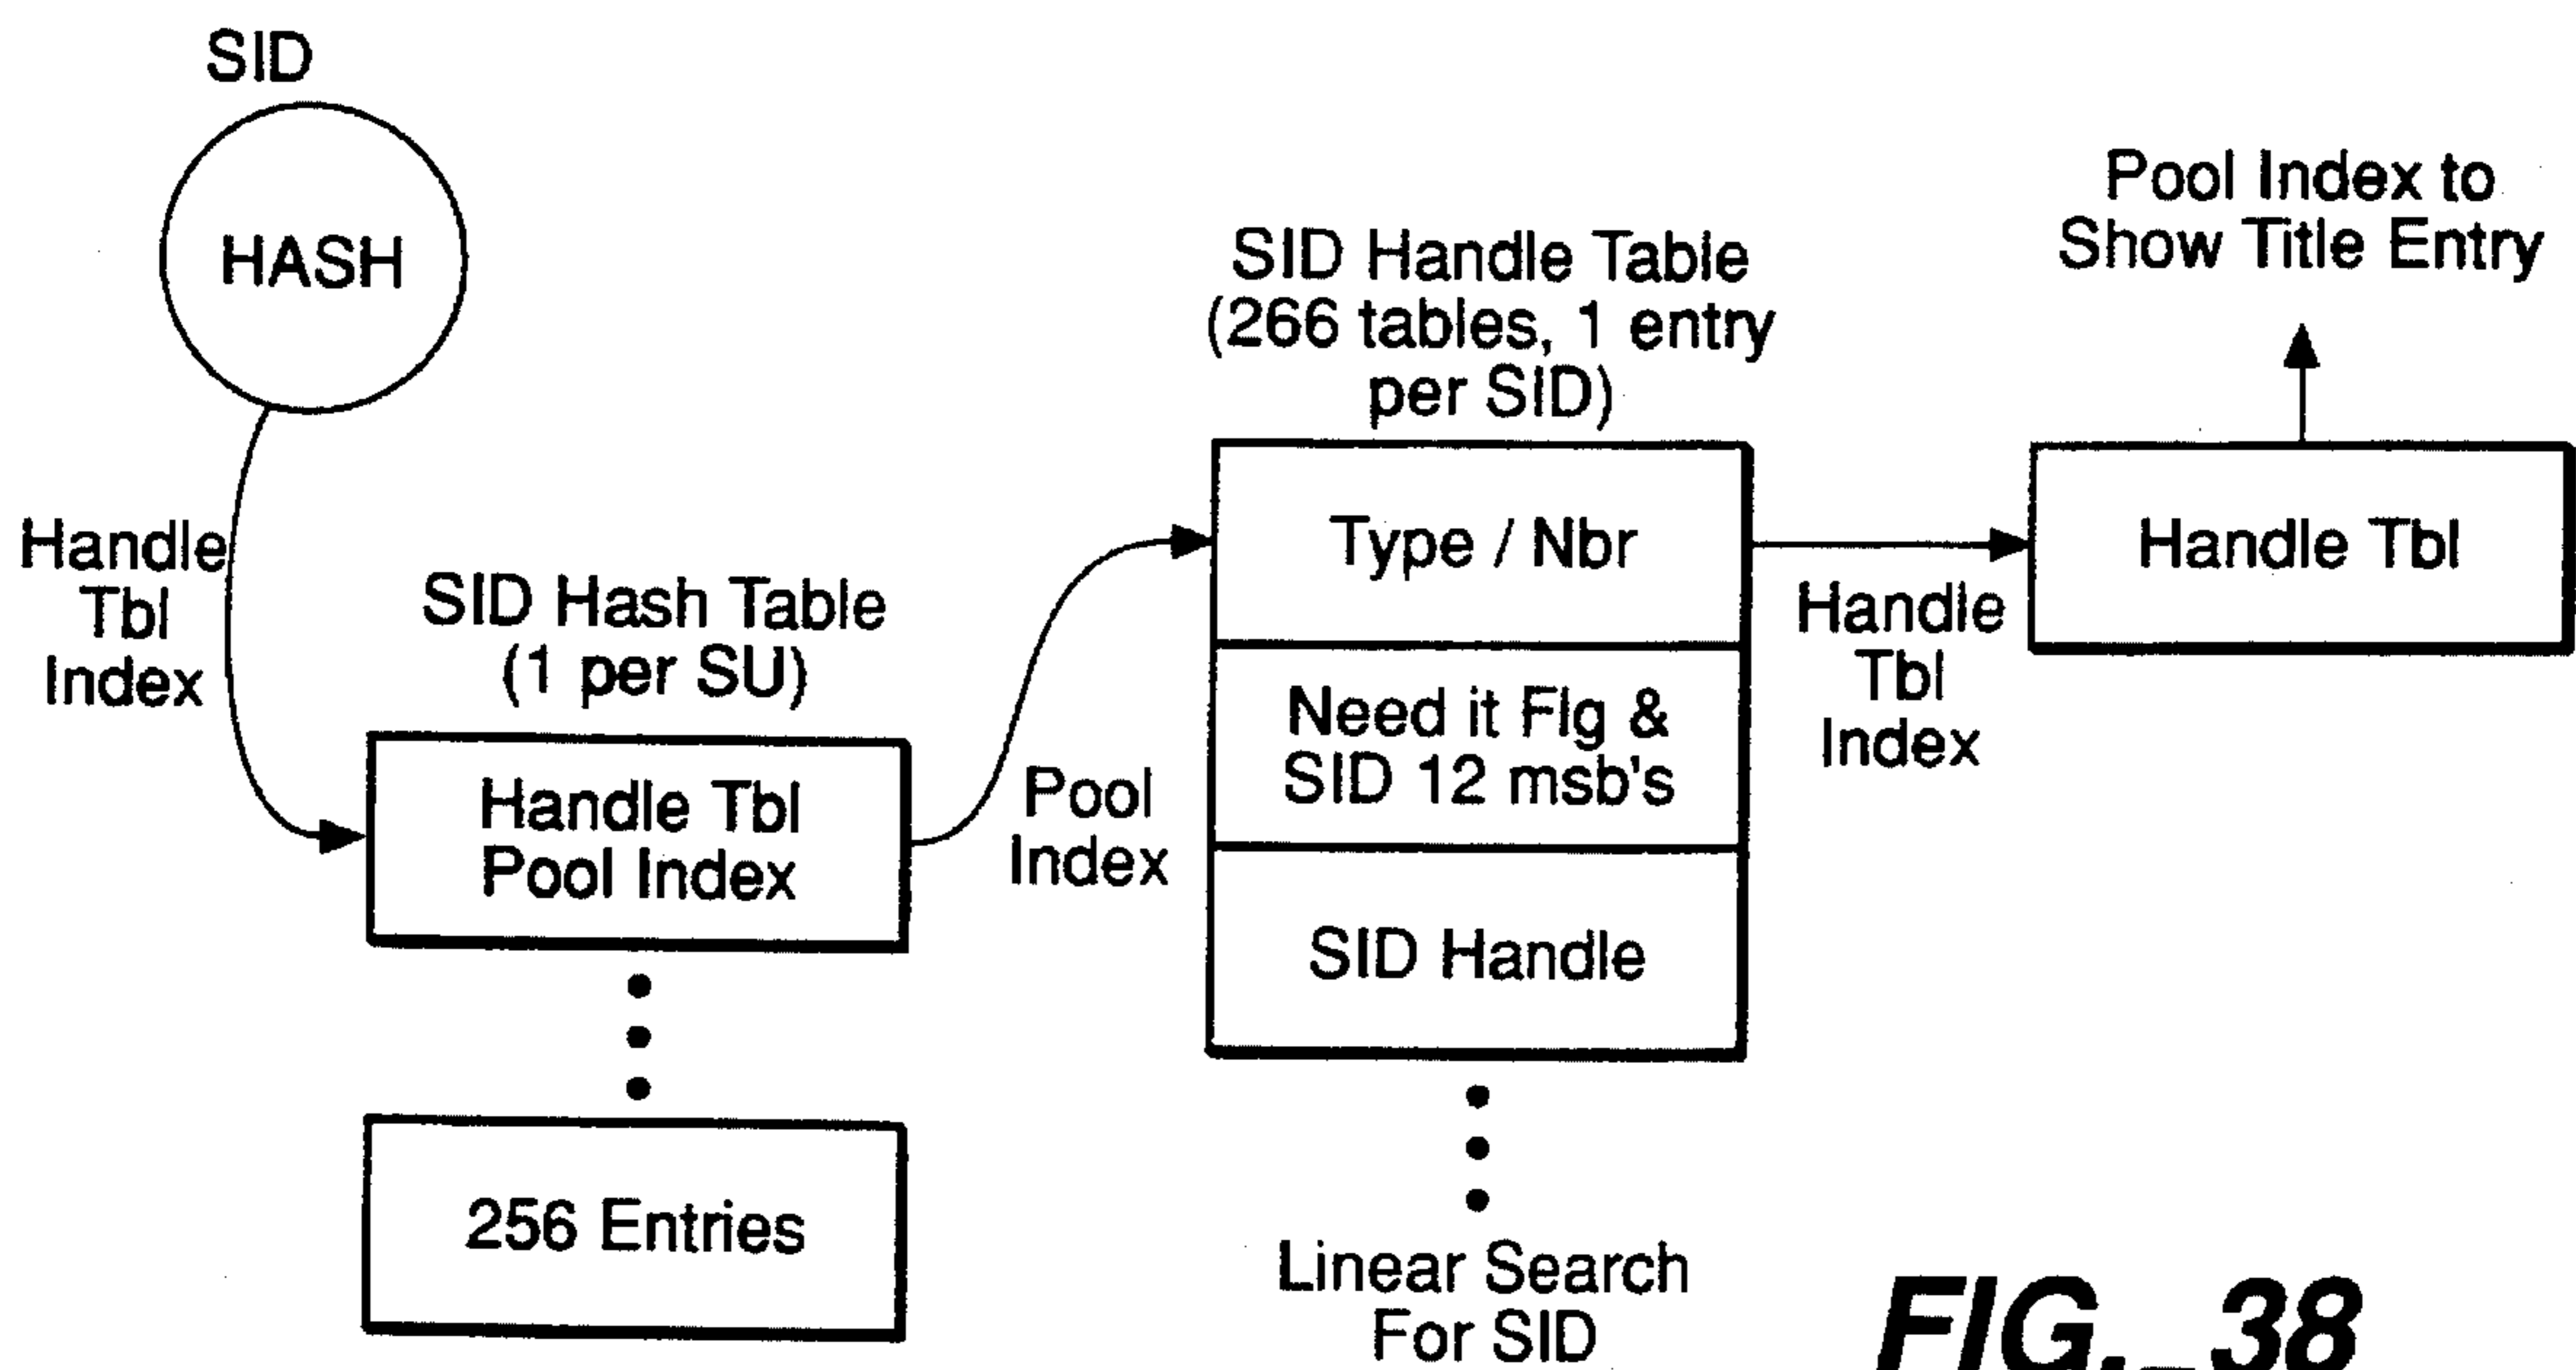 SID
HASH
Handle
Tbl
Index
SID Hash Table
(1 per SU)
Handle Tbl
Pool Index
256 Entries
Pool
Index
SID Handle Table
(266 tables, 1 entry
per SID)
Type / Nbr
Need it Flg &
SID 12 msb's
SID Handle
Linear Search
For SID
Handle
Tbl
Index
Pool Index to
Show Title Entry
Handle Tbl
FIG._38